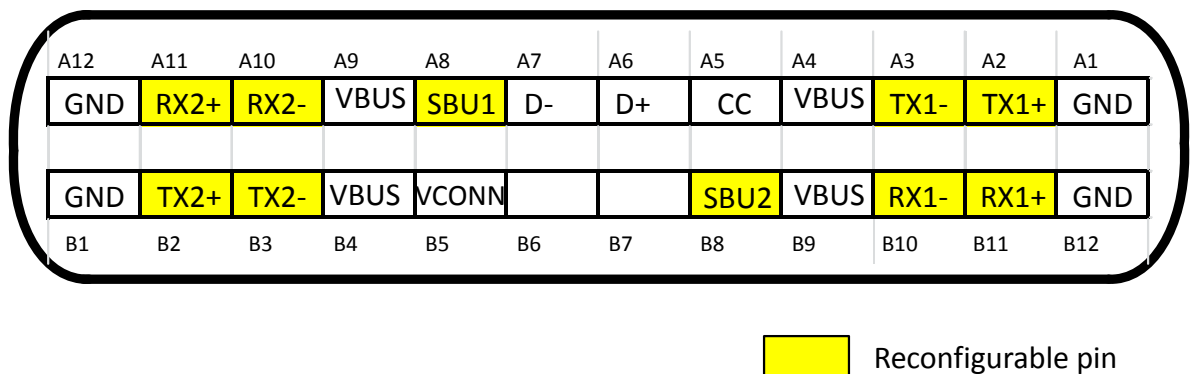 A12 A11 A10 A9 A8 A7 A6 A5 A4 A3 A2 A1
GND RX2+ RX2- VBUS SBU1 D- D+ CC VBUS TX1- TX1+ GND
GND TX2+ TX2- VBUS VCONN SBU2 VBUS RX1- RX1+ GND
B1 B2 B3 B4 B5 B6 B7 B8 B9 B10 B11 B12
Reconfigurable pin